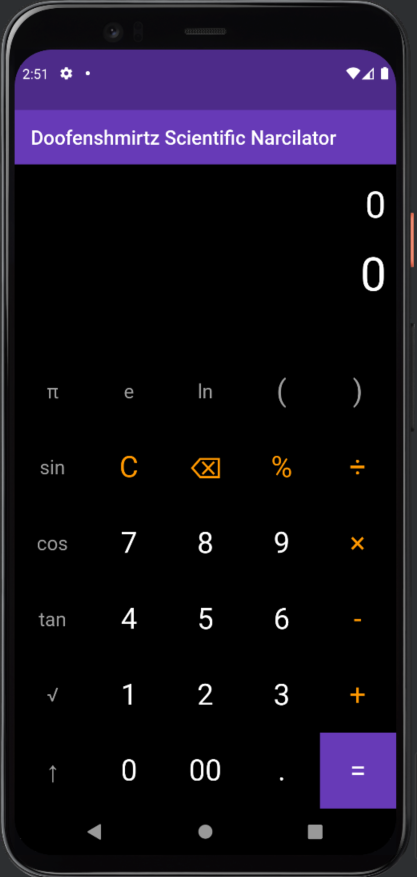 2:51
Doofenshmirtz Scientific Narcilator
0
0
π e ln ( )
sin C % ÷
cos 7 8 9 ×
tan 4 5 6 -
√ 1 2 3 +
↑ 0 00 . =